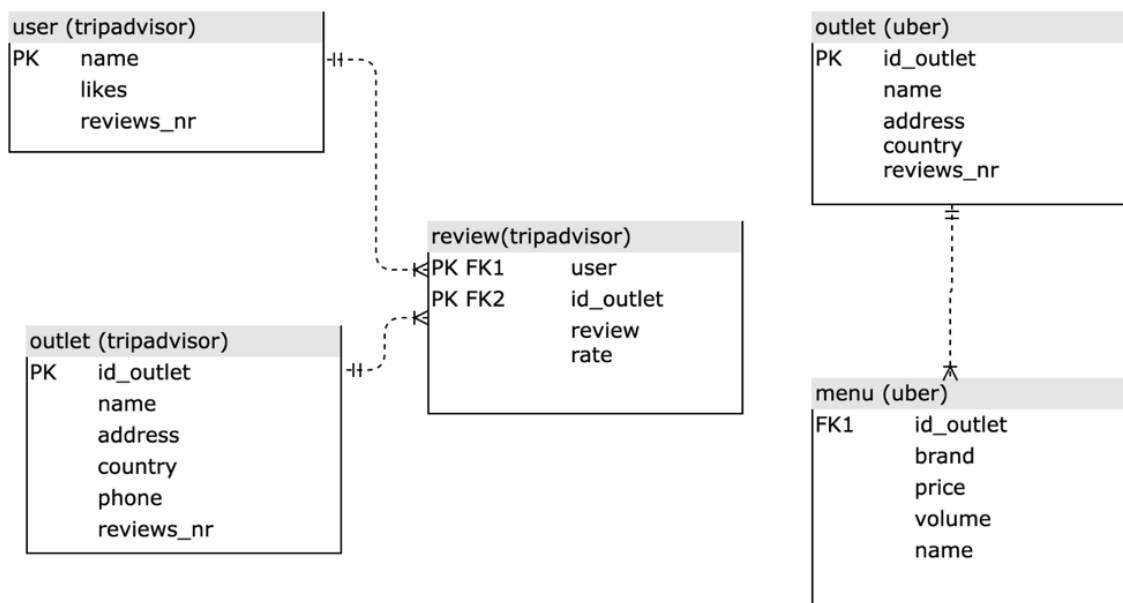 user (tripadvisor)
PK name
likes
reviews_nr
outlet (uber)
PK id_outlet
name
address
country
reviews_nr
review(tripadvisor)
PK FK1 user
PK FK2 id_outlet
review
rate
outlet (tripadvisor)
PK id_outlet
name
address
country
phone
reviews_nr
menu (uber)
FK1 id_outlet
brand
price
volume
name